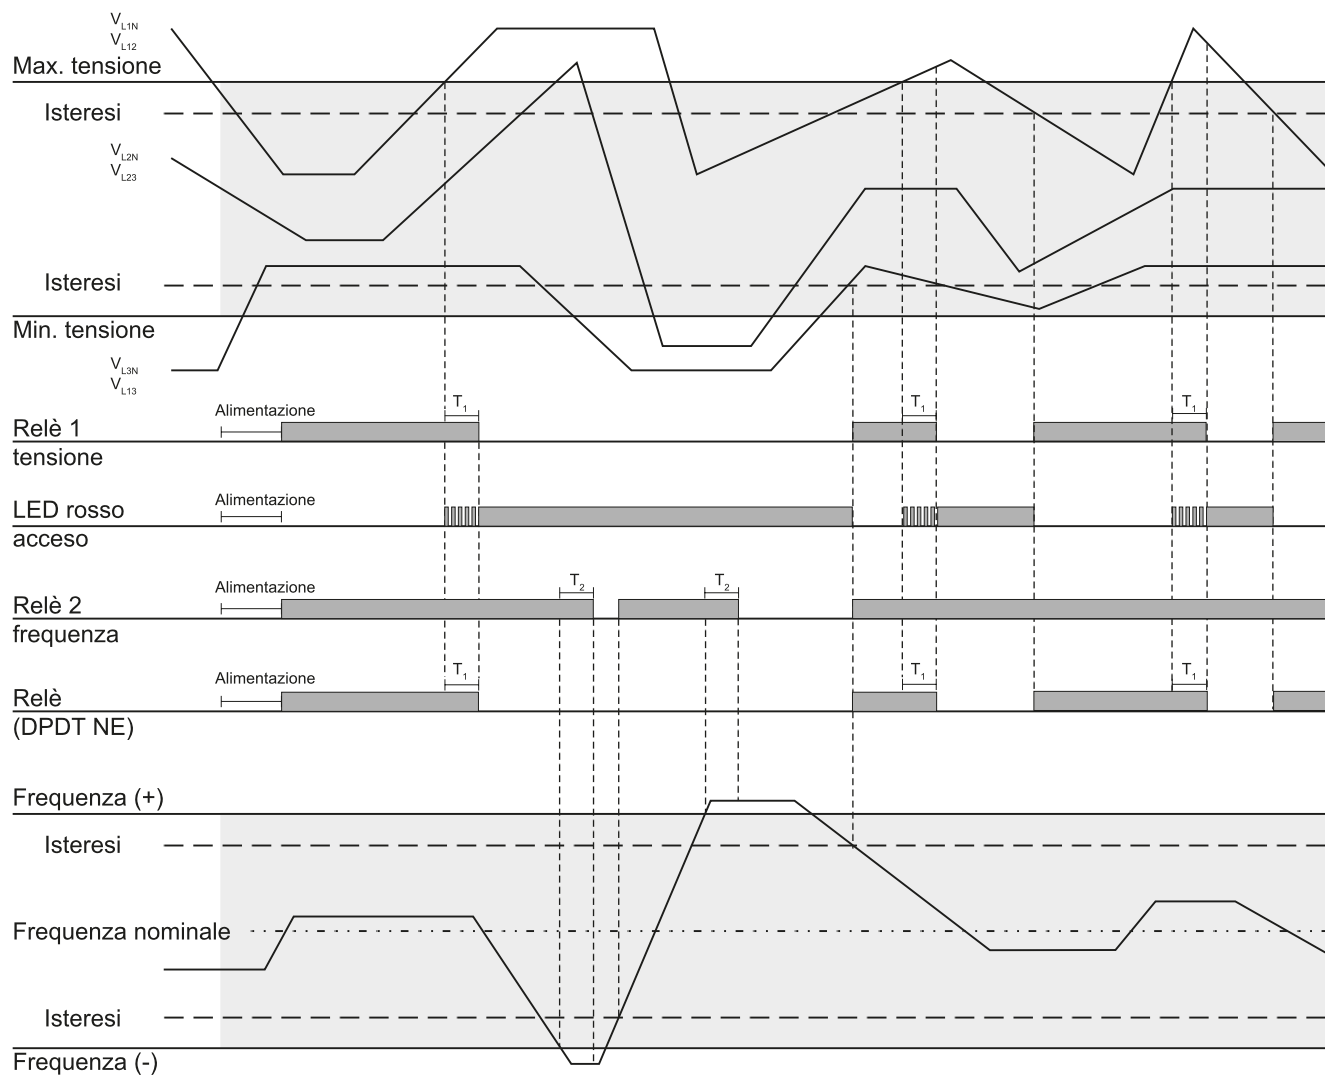 VL1N
VL12
Max. tensione
Isteresi
VL2N
VL23
Isteresi
Min. tensione
VL3N
VL13
Alimentazione
T1
T1
T1
Relè 1
tensione
Alimentazione
LED rosso
acceso
Alimentazione
T2
T2
Relè 2
frequenza
Alimentazione
T1
T1
T1
Relè
(DPDT NE)
Frequenza (+)
Isteresi
Frequenza nominale
Isteresi
Frequenza (-)